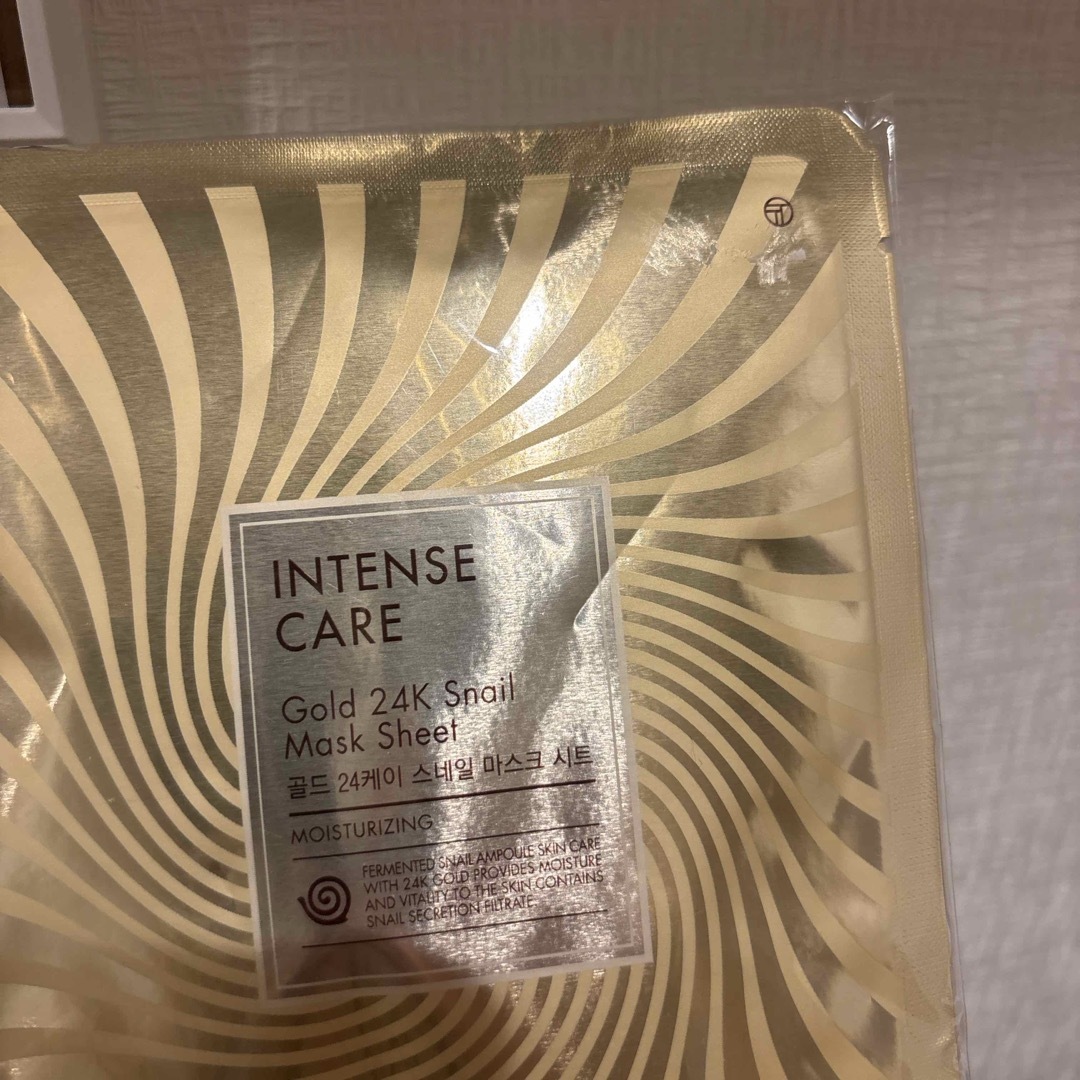 INTENSE
CARE
Gold 24K Snail
Mask Sheet
골드 24케이 스네일 마스크 시트
MOISTURIZING
FERMENTED SNAIL AMPOULE SKIN CARE
WITH 24K GOLD PROVIDES MOISTURE
AND VITALITY TO THE SKIN CONTAINS
SNAIL SECRETION FILTRATE.